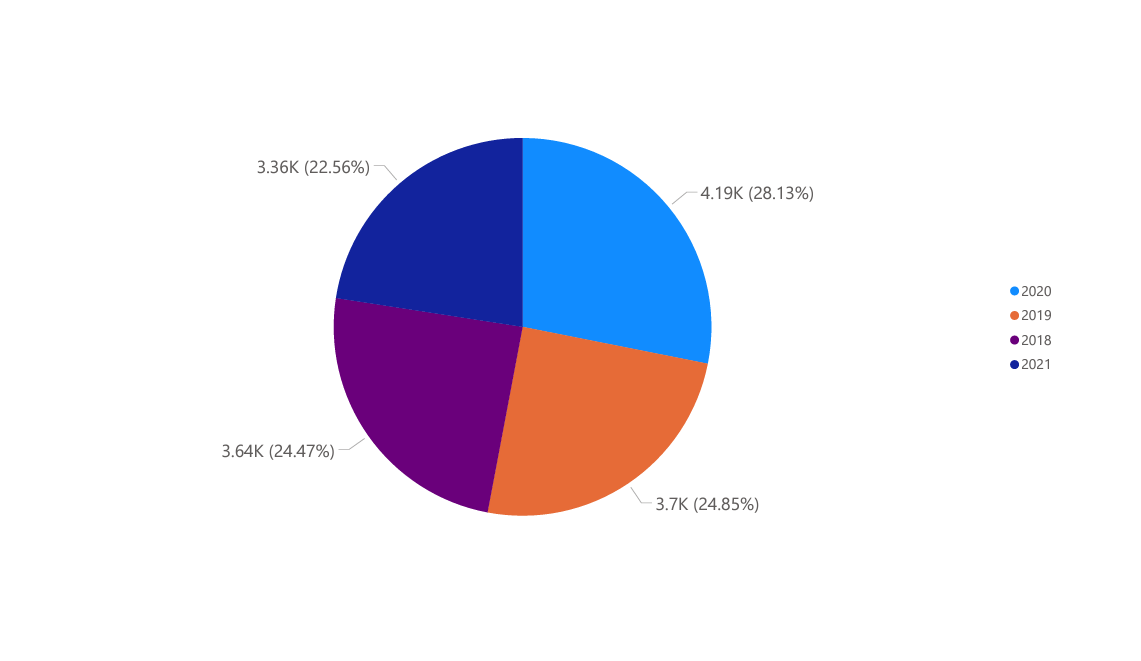 3.36K (22.56%)
4.19K (28.13%)
2020
2019
2018
2021
3.64K (24.47%)
3.7K (24.85%)